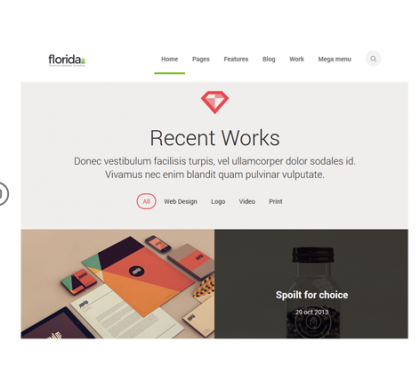 florida
Home Pages Features Blog Work Mega menu
Recent Works
Donec vestibulum facilisis turpis, vel ullamcorper dolor sodales id.
Vivamus nec enim blandit quam pulvinar vulputate.
All Web Design Logo Video Print
Spoilt for choice
29 oct 2013